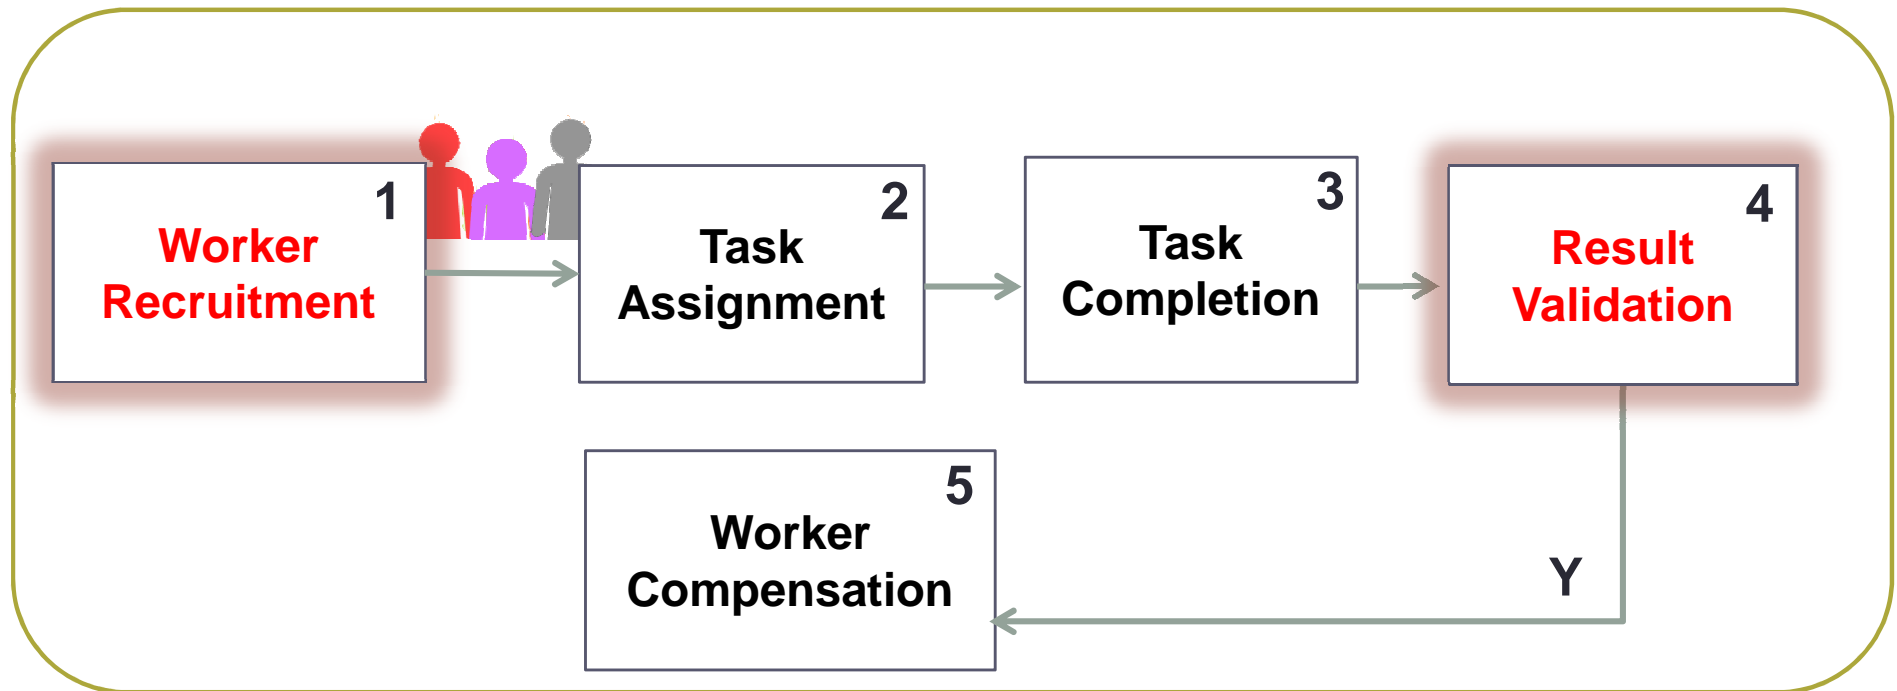 1
Worker
Recruitment
2
Task
Assignment
3
Task
Completion
4
Result
Validation
5
Worker
Compensation
Y